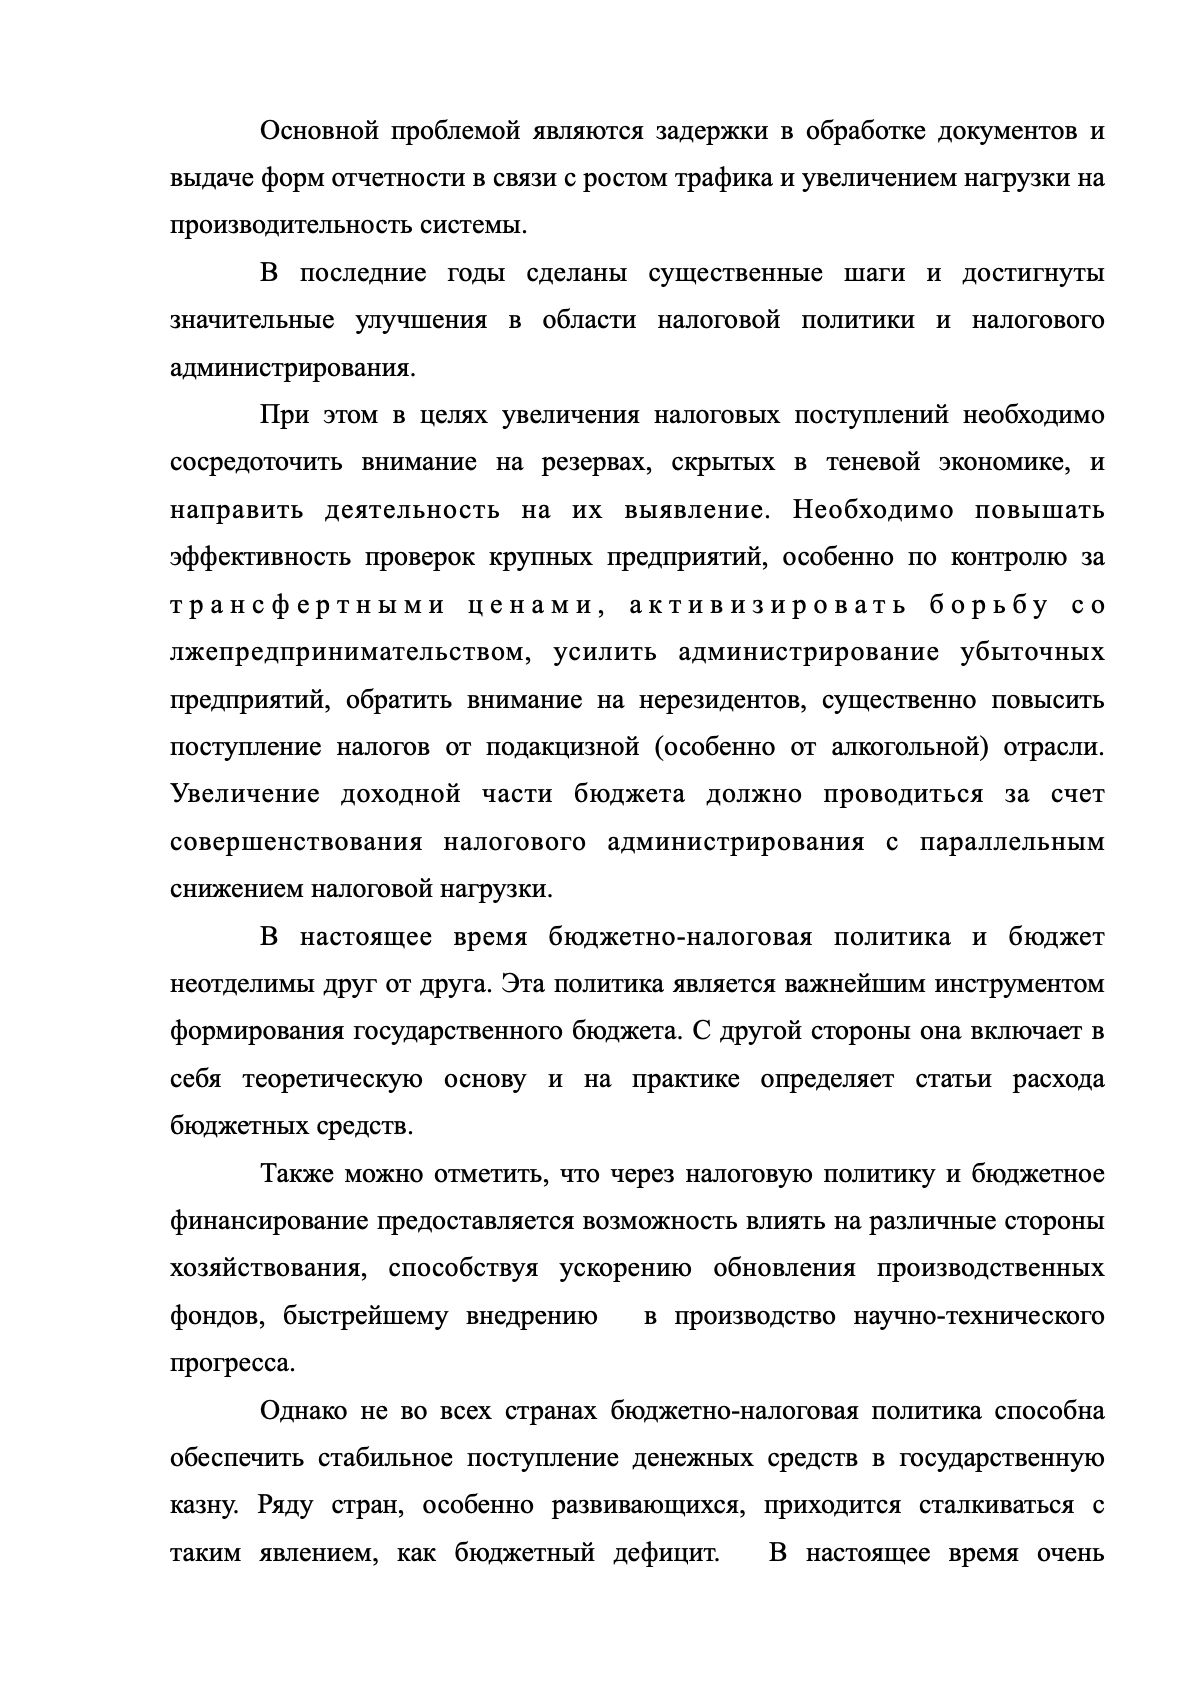 Основной проблемой являются задержки в обработке документов и
выдаче форм отчетности в связи с ростом трафика и увеличением нагрузки на
производительность системы.
В последние годы сделаны существенные шаги и достигнуты
значительные улучшения в области налоговой политики и налогового
администрирования.
При этом в целях увеличения налоговых поступлений необходимо
сосредоточить внимание на резервах, скрытых в теневой экономике, и
направить деятельность на их выявление. Необходимо повышать
эффективность проверок крупных предприятий, особенно по контролю за
трансфертными ценами, активизировать борьбу со
лжепредпринимательством, усилить администрирование убыточных
предприятий, обратить внимание на нерезидентов, существенно повысить
поступление налогов от подакцизной (особенно от алкогольной) отрасли.
Увеличение доходной части бюджета должно проводиться за счет
совершенствования налогового администрирования с параллельным
снижением налоговой нагрузки.
В настоящее время бюджетно-налоговая политика и бюджет
неотделимы друг от друга. Эта политика является важнейшим инструментом
формирования государственного бюджета. С другой стороны она включает в
себя теоретическую основу и на практике определяет статьи расхода
бюджетных средств.
Также можно отметить, что через налоговую политику и бюджетное
финансирование предоставляется возможность влиять на различные стороны
хозяйствования, способствуя ускорению обновления производственных
фондов, быстрейшему внедрению в производство научно-технического
прогресса.
Однако не во всех странах бюджетно-налоговая политика способна
обеспечить стабильное поступление денежных средств в государственную
казну. Ряду стран, особенно развивающихся, приходится сталкиваться с
таким явлением, как бюджетный дефицит. В настоящее время очень